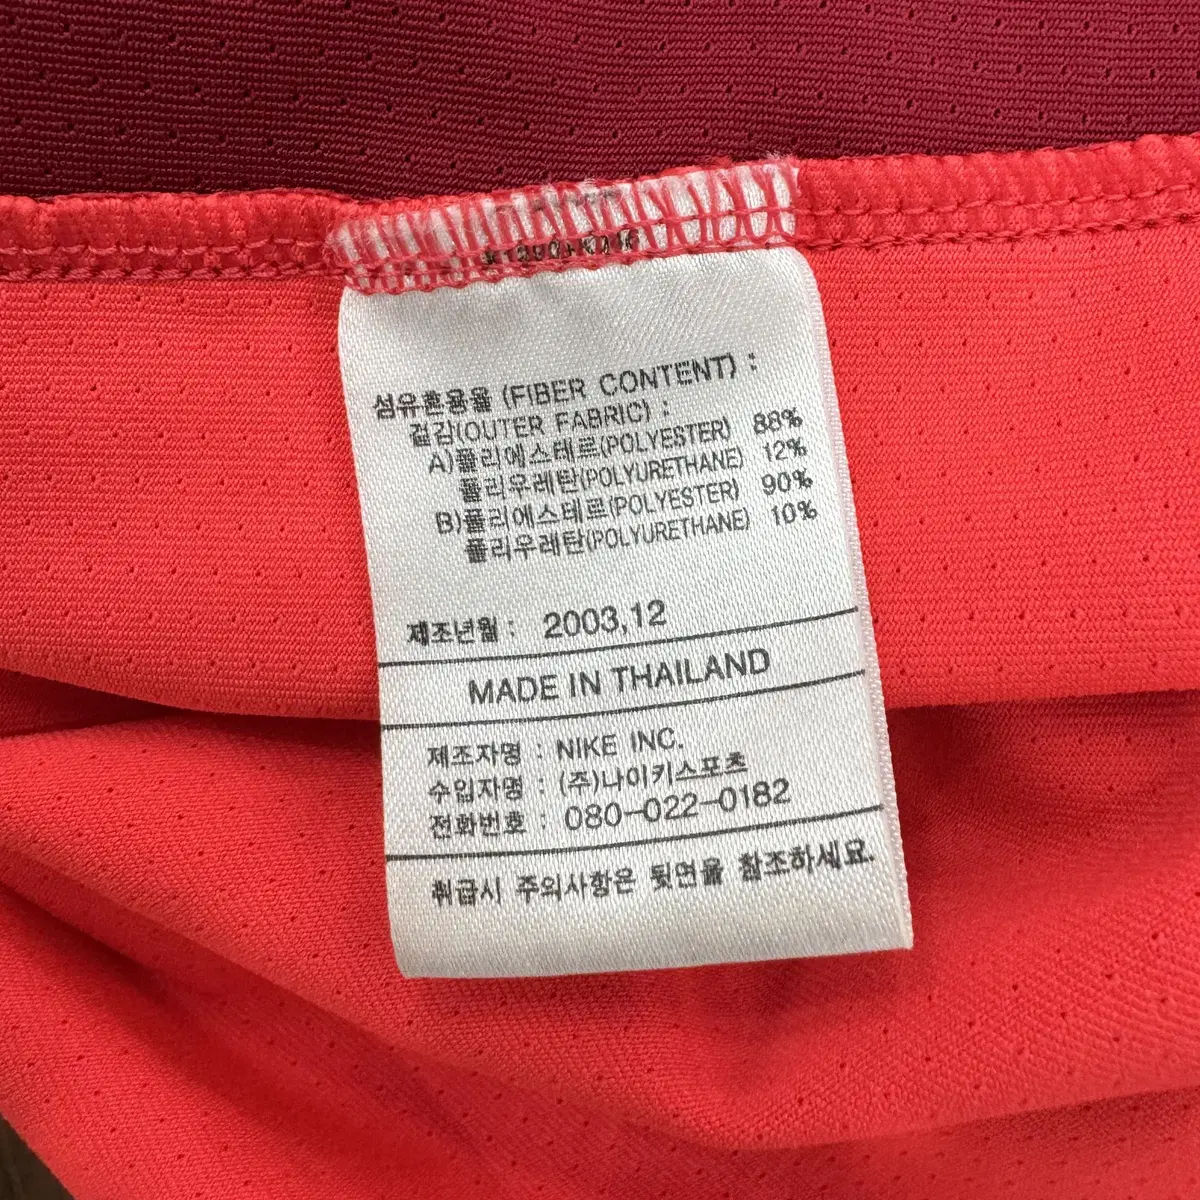 섬유혼용율 (FIBER CONTENT) :
겉감(OUTER FABRIC) :
A)폴리에스테르(POLYESTER) 88%
폴리우레탄(POLYURETHANE) 12%
B)폴리에스테르(POLYESTER) 90%
폴리우레탄(POLYURETHANE) 10%
제조년월 : 2003.12
MADE IN THAILAND
제조자명 : NIKE INC.
수입자명 : (주)나이키스포츠
전화번호 : 080-022-0182
취급시 주의사항은 뒷면을 참조하세요.